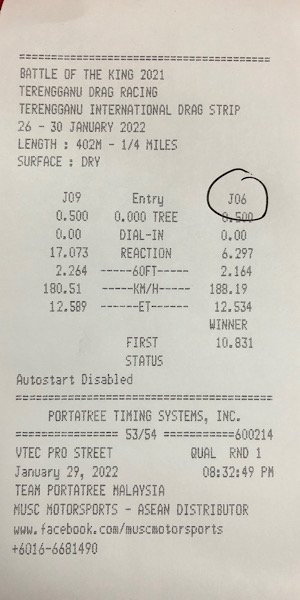 ================================
BATTLE OF THE KING 2021
TERENGGANU DRAG RACING
TERENGGANU INTERNATIONAL DRAG STRIP
26 - 30 JANUARY 2022
LENGTH : 402M - 1/4 MILES
SURFACE : DRY
J09 Entry J06
0.500 0.000 TREE 0.500
0.00 DIAL-IN 0.00
17.073 REACTION 6.297
2.264 -----60FT----- 2.164
180.51 -----KM/H----- 188.19
12.589 ------ET------ 12.534
WINNER
FIRST 10.831
STATUS
Autostart Disabled
================================
PORTATREE TIMING SYSTEMS, INC.
=============== 53/54 ===========600214
VTEC PRO STREET QUAL RND 1
January 29, 2022 08:32:49 PM
TEAM PORTATREE MALAYSIA
MUSC MOTORSPORTS - ASEAN DISTRIBUTOR
www.facebook.com/muscmotorsports
+6016-6681490